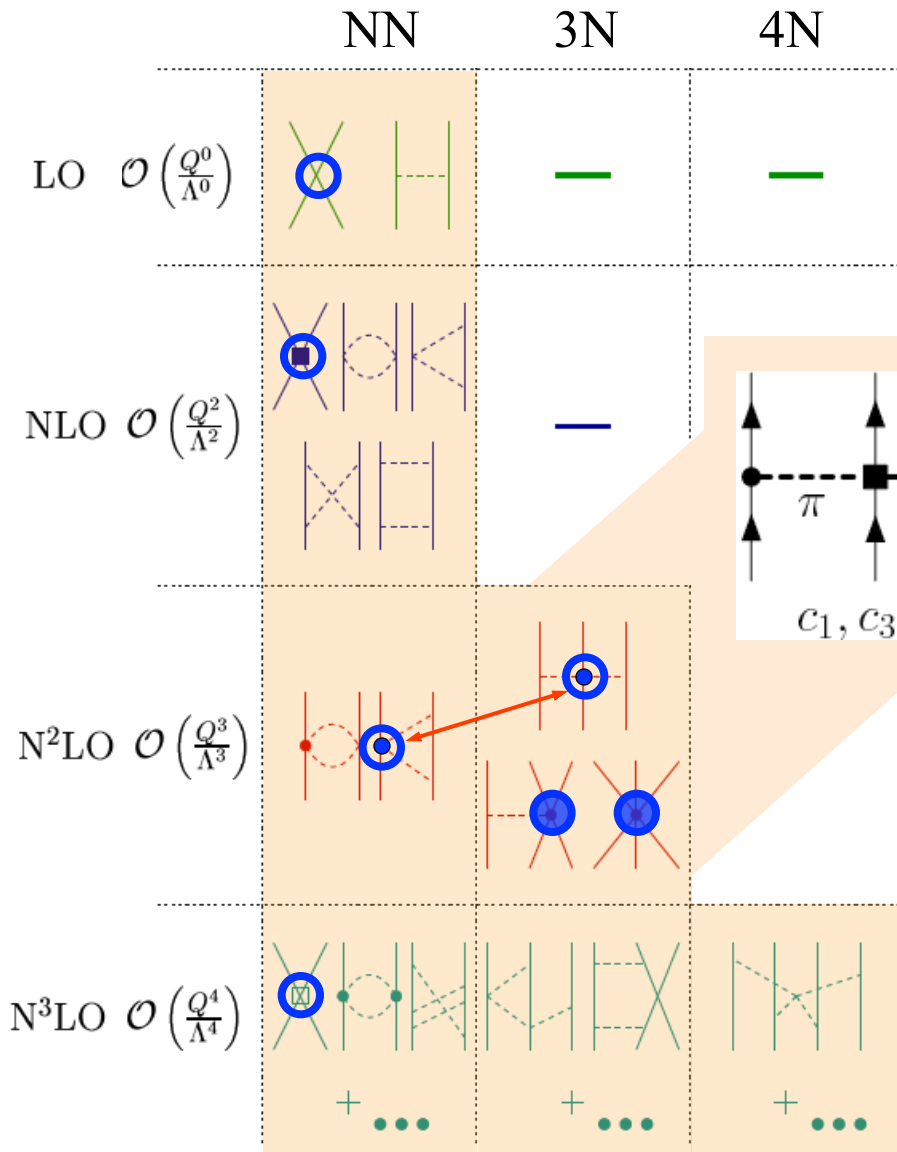 NN 3N 4N
LO 𝒪 (Q⁰/Λ⁰)
NLO 𝒪 (Q²/Λ²)
π
c₁, c₃
N²LO 𝒪 (Q³/Λ³)
N³LO 𝒪 (Q⁴/Λ⁴)
+ ••• + ••• + •••